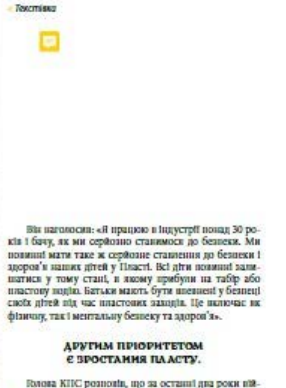 Текстівка
Він наголосив: «Я працюю в індустрії понад 30 ро-
ків і бачу, як ми серйозно ставимося до безпеки. Ми
повинні мати таке ж серйозне ставлення до безпеки і
здоров'я наших дітей у Пласті. Всі діти повинні зали-
шатися у тому стані, в якому прибули на табір або
пластову подію. Батьки мають бути впевнені у безпеці
своїх дітей під час пластових заходів. Це включає як
фізичну, так і ментальну безпеку та здоров'я».
ДРУГИМ ПРІОРИТЕТОМ
Є ЗРОСТАННЯ ПЛАСТУ.
Голова КПС розповів, що за останні два роки вій-